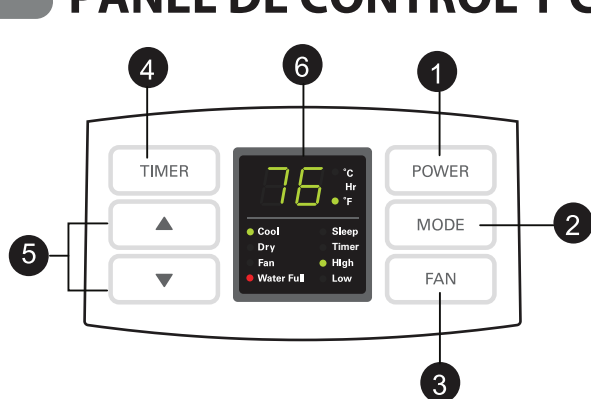 PANEL DE CONTROL Y
4
6
1
TIMER
POWER
76
°C
Hr
°F
MODE
2
5
Cool
Sleep
Dry
Timer
Fan
High
Water Full
Low
FAN
3